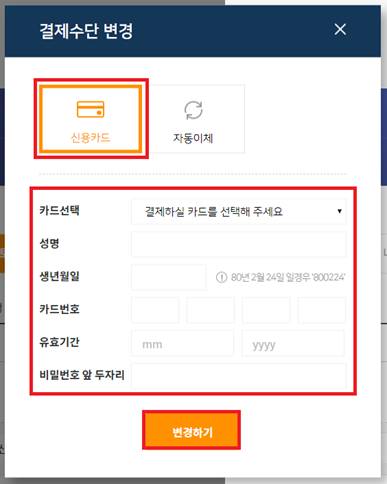 결제수단 변경
신용카드
자동이체
카드선택
결제하실 카드를 선택해 주세요
성명
생년월일
80년 2월 24일 일경우 '800224'
카드번호
유효기간
mm
yyyy
비밀번호 앞 두자리
변경하기